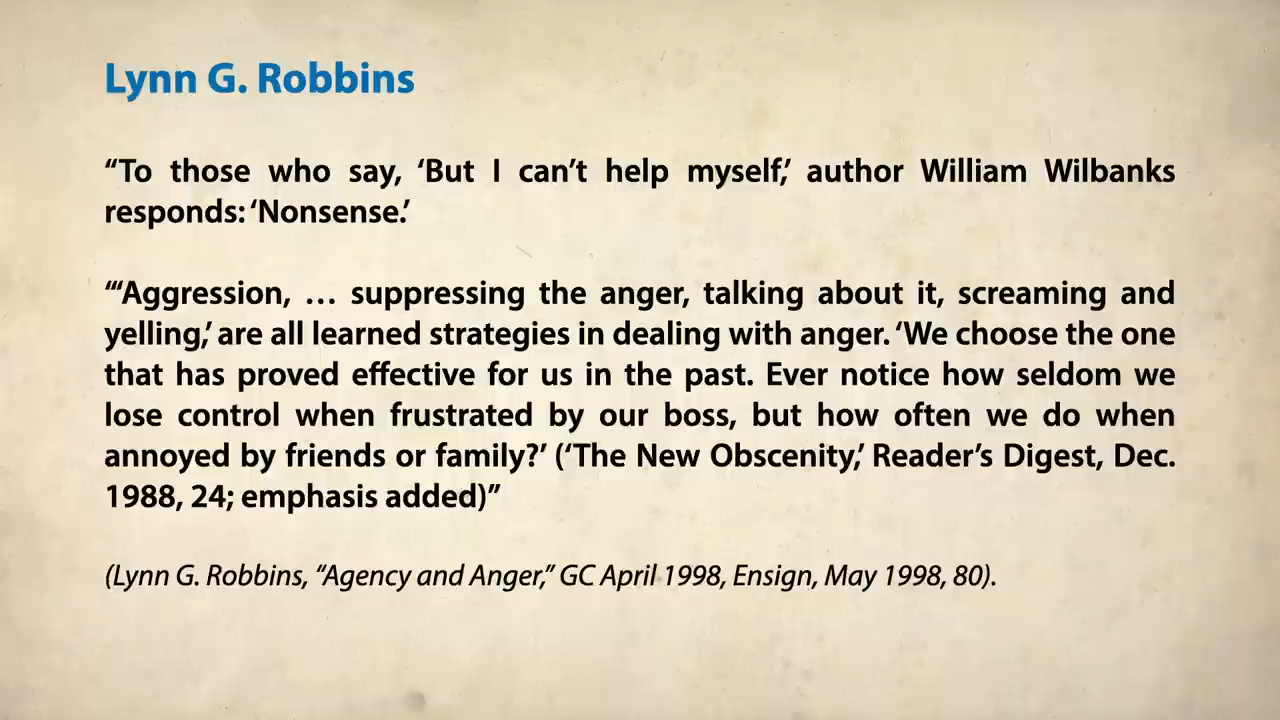 Lynn G. Robbins
“To those who say, ‘But I can’t help myself,’ author William Wilbanks
responds: ‘Nonsense.’
“‘Aggression, … suppressing the anger, talking about it, screaming and
yelling,’ are all learned strategies in dealing with anger. ‘We choose the one
that has proved effective for us in the past. Ever notice how seldom we
lose control when frustrated by our boss, but how often we do when
annoyed by friends or family?’ (‘The New Obscenity,’ Reader’s Digest, Dec.
1988, 24; emphasis added)”
(Lynn G. Robbins, “Agency and Anger,” GC April 1998, Ensign, May 1998, 80).